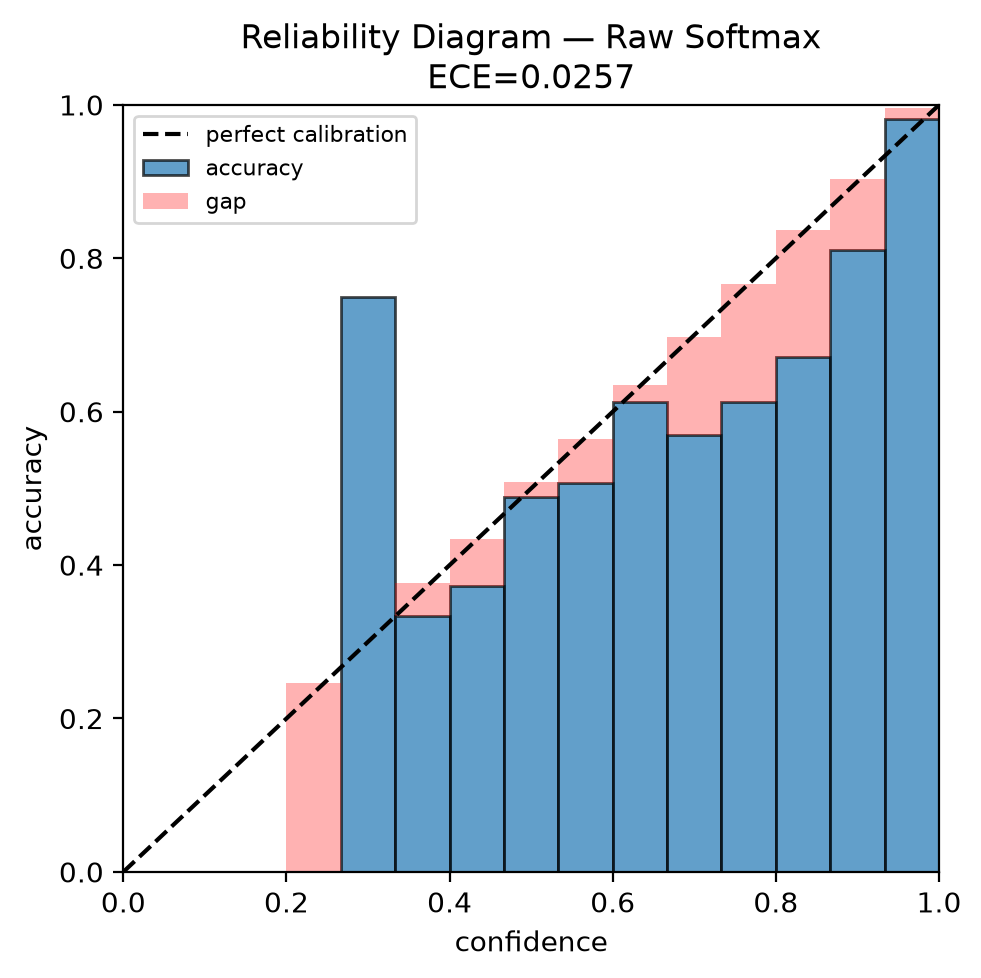 Reliability Diagram — Raw Softmax
ECE=0.0257
perfect calibration
accuracy
gap
1.0
0.8
0.6
0.4
0.2
0.0
accuracy
0.0 0.2 0.4 0.6 0.8 1.0
confidence